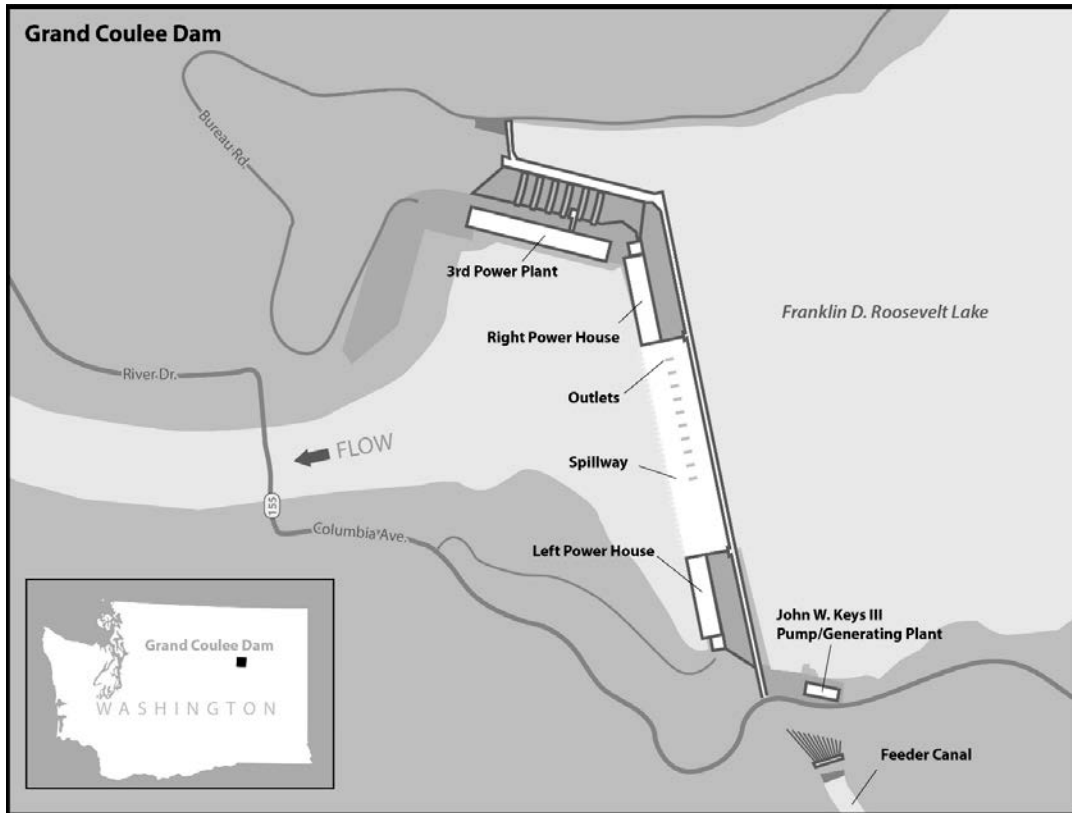 Grand Coulee Dam
Bureau Rd.
3rd Power Plant
Franklin D. Roosevelt Lake
Right Power House
River Dr.
Outlets
FLOW
Spillway
155
Columbia Ave.
Left Power House
John W. Keys III
Pump/Generating Plant
Grand Coulee Dam
WASHINGTON
Feeder Canal